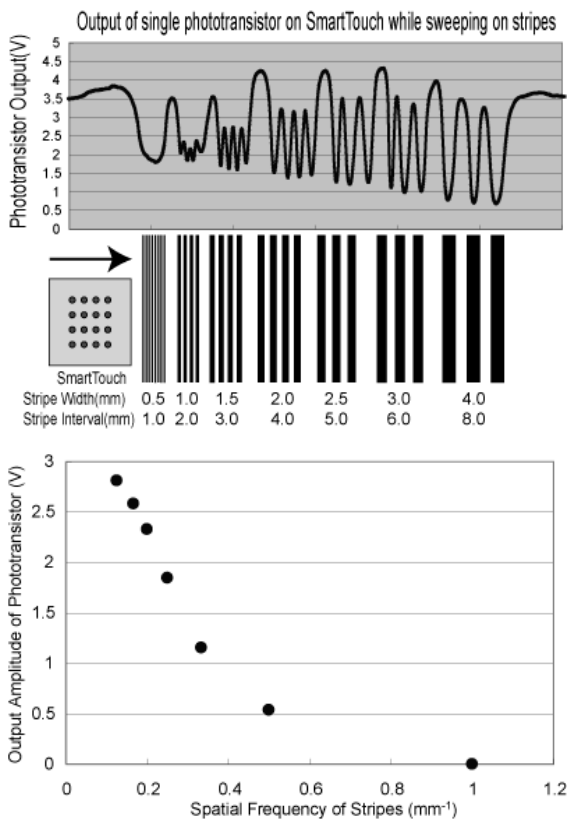 Output of single phototransistor on SmartTouch while sweeping on stripes
Phototransistor Output(V)
5
4.5
4
3.5
3
2.5
2
1.5
1
0.5
0
SmartTouch
Stripe Width(mm) 0.5 1.0 1.5 2.0 2.5 3.0 4.0
Stripe Interval(mm) 1.0 2.0 3.0 4.0 5.0 6.0 8.0
Output Amplitude of Phototransistor (V)
3
2.5
2
1.5
1
0.5
0
0 0.2 0.4 0.6 0.8 1 1.2
Spatial Frequency of Stripes (mm⁻¹)